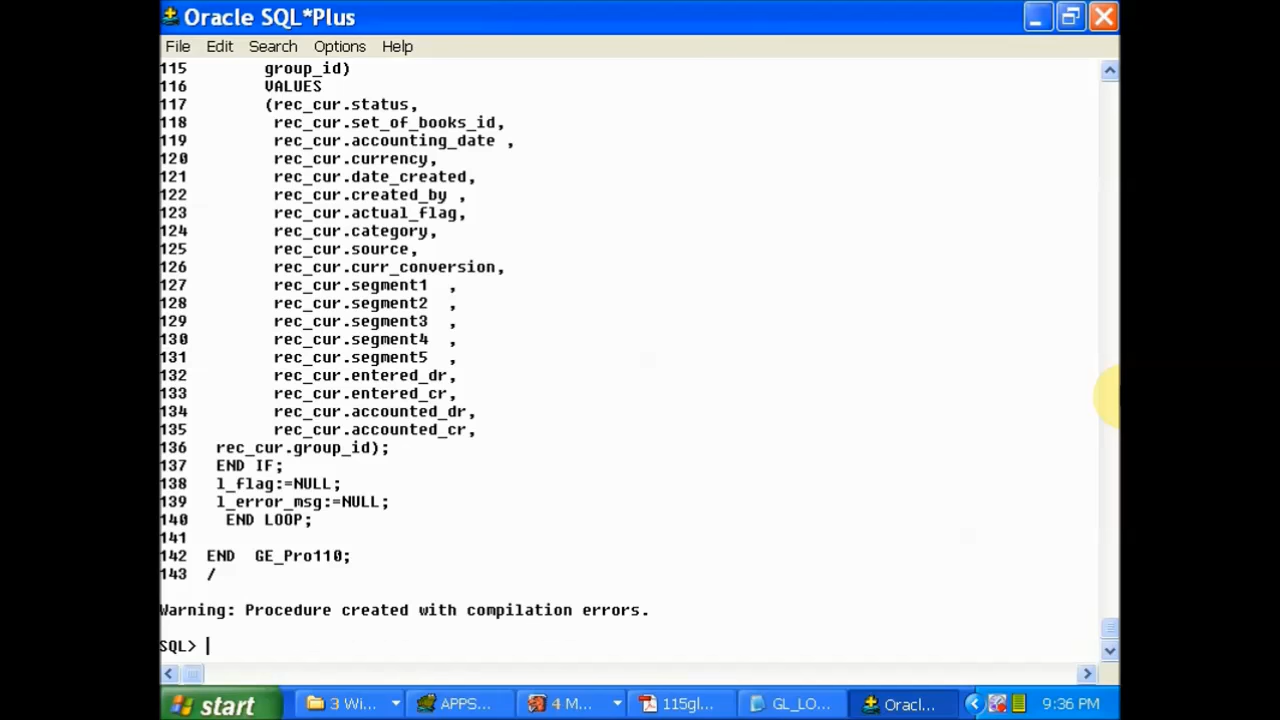 Oracle SQL*Plus
File Edit Search Options Help
115 group_id)
116 VALUES
117 (rec_cur.status,
118 rec_cur.set_of_books_id,
119 rec_cur.accounting_date ,
120 rec_cur.currency,
121 rec_cur.date_created,
122 rec_cur.created_by ,
123 rec_cur.actual_flag,
124 rec_cur.category,
125 rec_cur.source,
126 rec_cur.curr_conversion,
127 rec_cur.segment1 ,
128 rec_cur.segment2 ,
129 rec_cur.segment3 ,
130 rec_cur.segment4 ,
131 rec_cur.segment5 ,
132 rec_cur.entered_dr,
133 rec_cur.entered_cr,
134 rec_cur.accounted_dr,
135 rec_cur.accounted_cr,
136 rec_cur.group_id);
137 END IF;
138 l_flag:=NULL;
139 l_error_msg:=NULL;
140 END LOOP;
141
142 END GE_Pro110;
143 /
Warning: Procedure created with compilation errors.
SQL>
start 3 Wi... APPS... 4 M... 115gl... GL_LO... Oracl... 9:36 PM